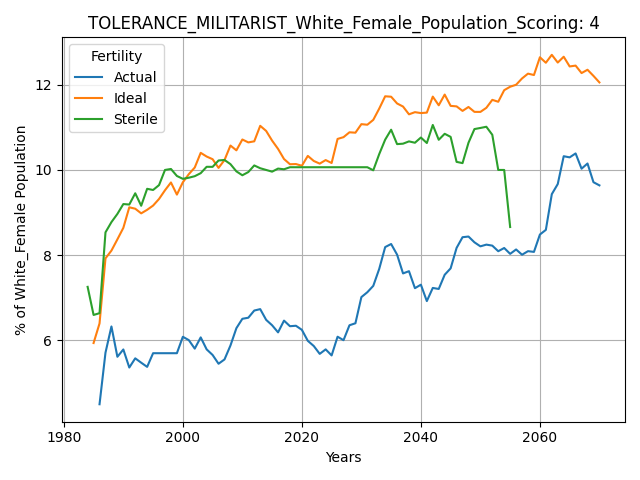 TOLERANCE_MILITARIST_White_Female_Population_Scoring: 4
Fertility
Actual
Ideal
Sterile
% of White_Female Population
12
10
8
6
1980
2000
2020
2040
2060
Years